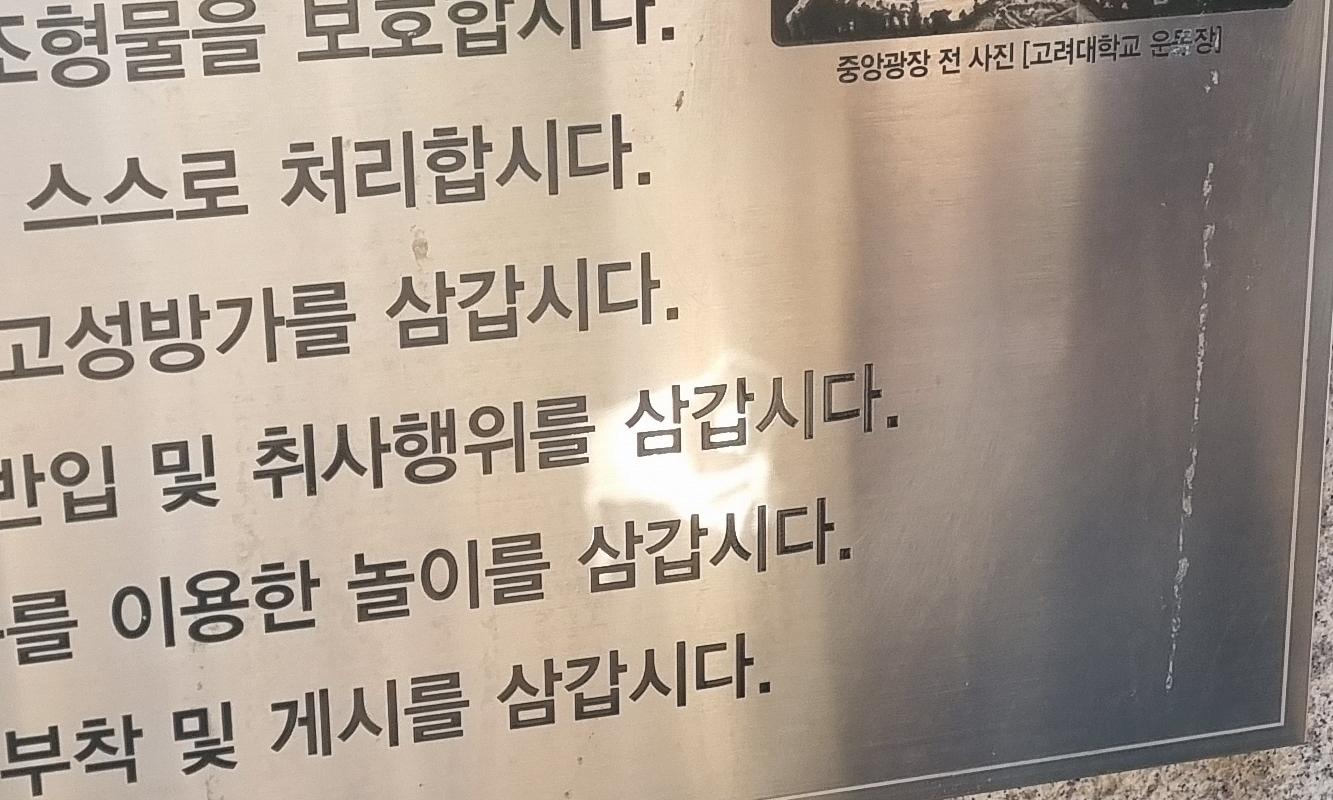 조형물을 보호합시다.
중앙광장 전 사진 [고려대학교 운동장]
스스로 처리합시다.
고성방가를 삼갑시다.
반입 및 취사행위를 삼갑시다.
를 이용한 놀이를 삼갑시다.
부착 및 게시를 삼갑시다.